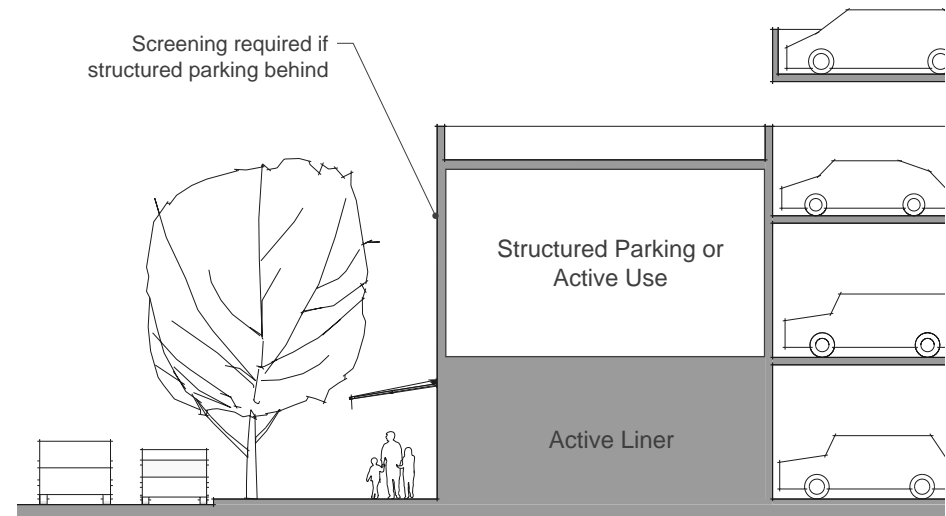 Screening required if
structured parking behind
Structured Parking or
Active Use
Active Liner